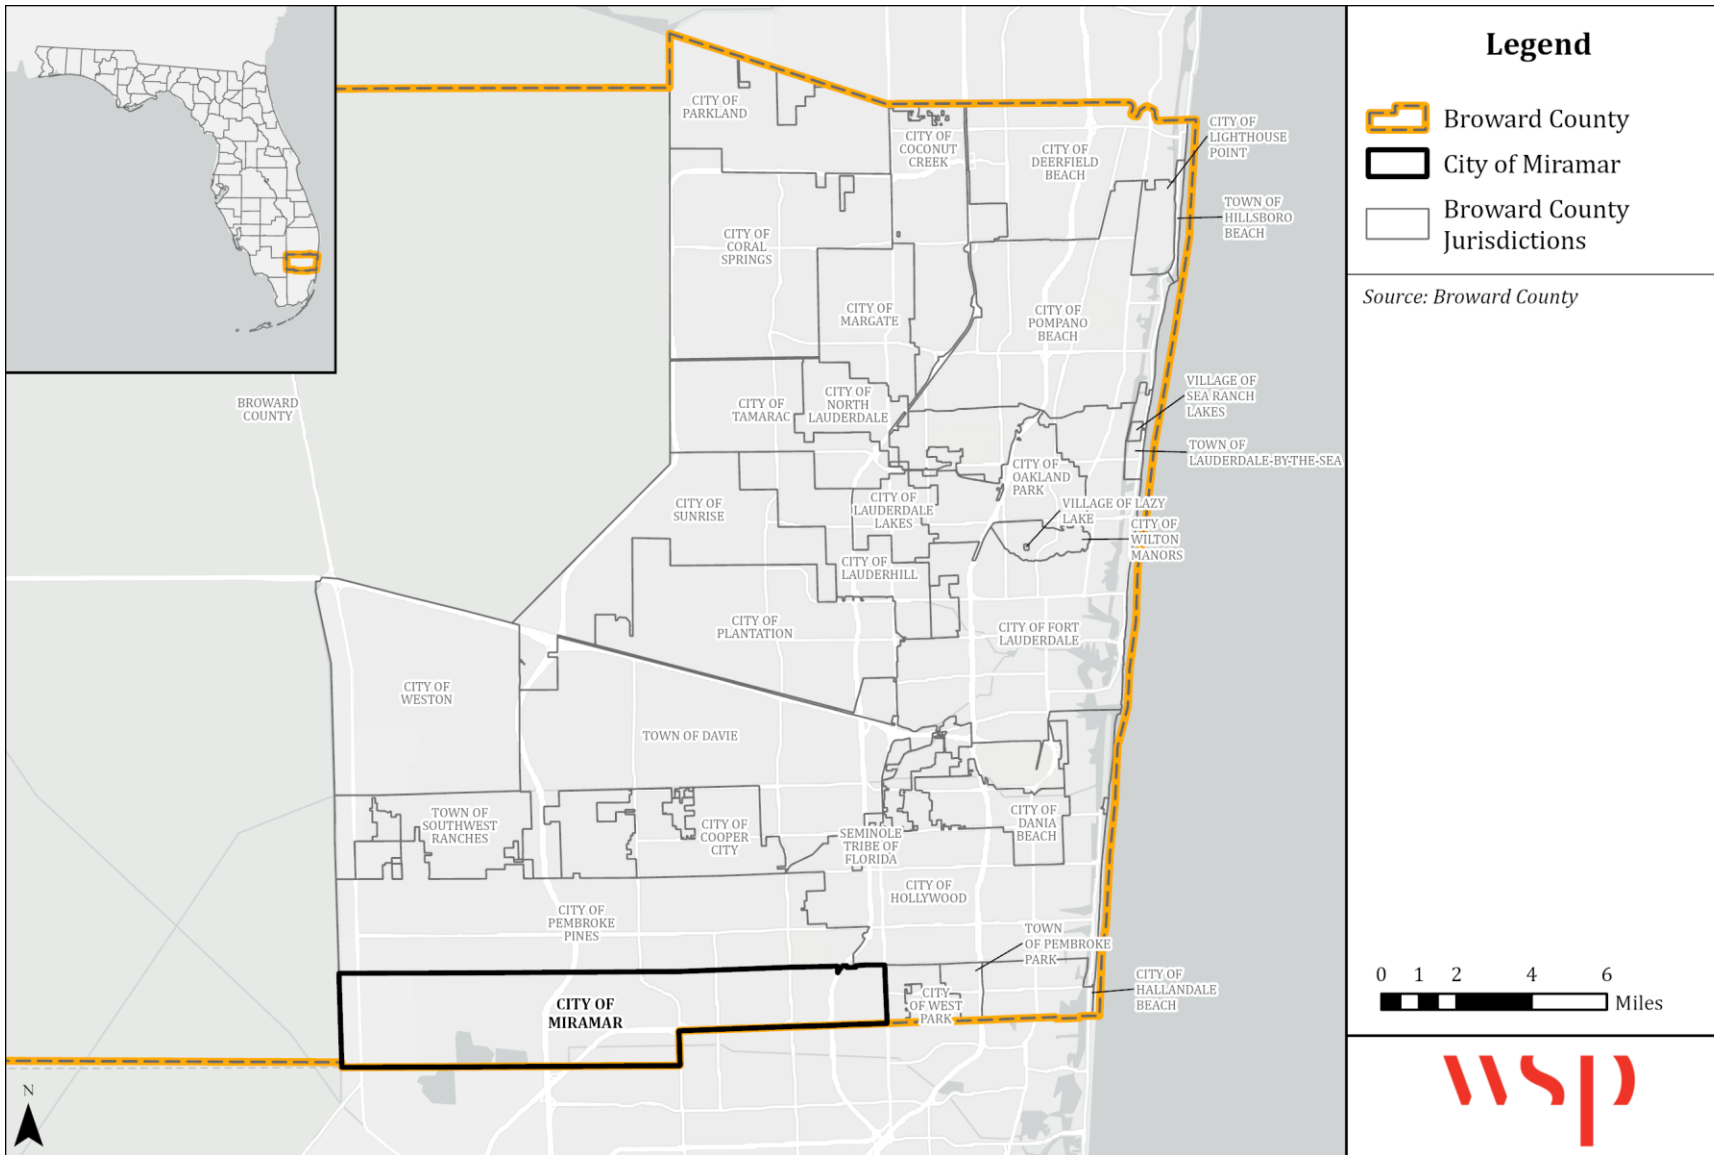 CITY OF
PARKLAND
CITY OF
COCONUT
CREEK
CITY OF
DEERFIELD
BEACH
CITY OF
LIGHTHOUSE
POINT
TOWN OF
HILLSBORO
BEACH
CITY OF
CORAL
SPRINGS
CITY OF
MARGATE
CITY OF
POMPANO
BEACH
BROWARD
COUNTY
CITY OF
TAMARAC
CITY OF
NORTH
LAUDERDALE
VILLAGE OF
SEA RANCH
LAKES
TOWN OF
LAUDERDALE-BY-THE-SEA
CITY OF
OAKLAND
PARK
CITY OF
SUNRISE
CITY OF
LAUDERDALE
LAKES
VILLAGE OF LAZY
LAKE
CITY OF
WILTON
MANORS
CITY OF
LAUDERHILL
CITY OF
PLANTATION
CITY OF FORT
LAUDERDALE
CITY OF
WESTON
TOWN OF DAVIE
TOWN OF
SOUTHWEST
RANCHES
CITY OF
COOPER
CITY
SEMINOLE
TRIBE OF
FLORIDA
CITY OF
DANIA
BEACH
CITY OF
HOLLYWOOD
CITY OF
PEMBROKE
PINES
TOWN
OF PEMBROKE
PARK
CITY OF
HALLANDALE
BEACH
CITY
OF WEST
PARK
CITY OF
MIRAMAR
N
Legend
Broward County
City of Miramar
Broward County
Jurisdictions
Source: Broward County
0 1 2 4 6
Miles
wsp